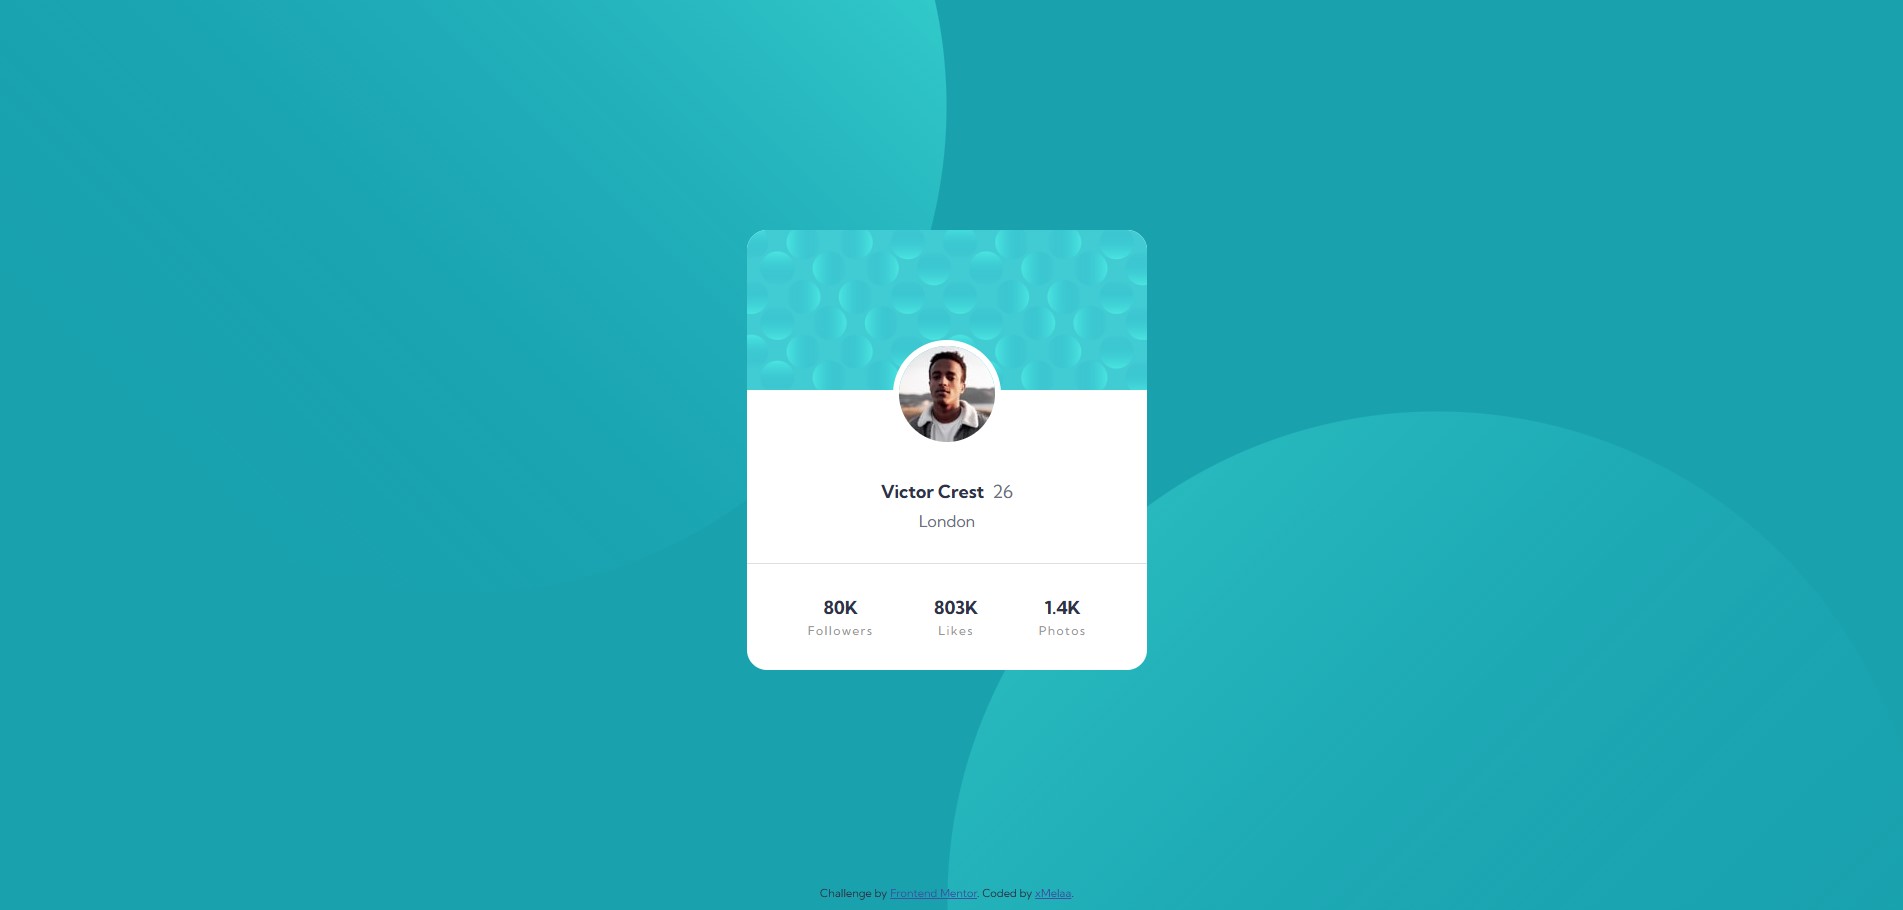 Victor Crest 26
London
80K 803K 1.4K
Followers Likes Photos
Challenge by Frontend Mentor. Coded by xMelaa.